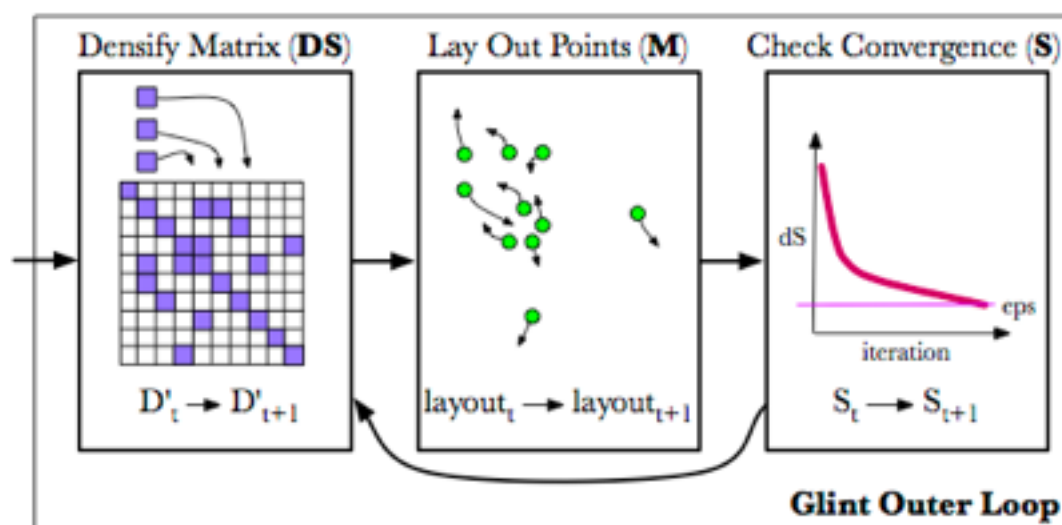 Densify Matrix (DS)
Lay Out Points (M)
Check Convergence (S)
dS
eps
iteration
D't → D't+1
layoutt → layoutt+1
St → St+1
Glint Outer Loop